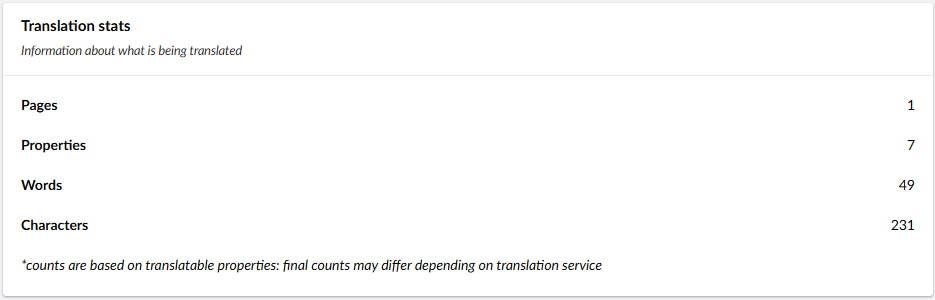 Translation stats
Information about what is being translated
Pages 1
Properties 7
Words 49
Characters 231
*counts are based on translatable properties: final counts may differ depending on translation service